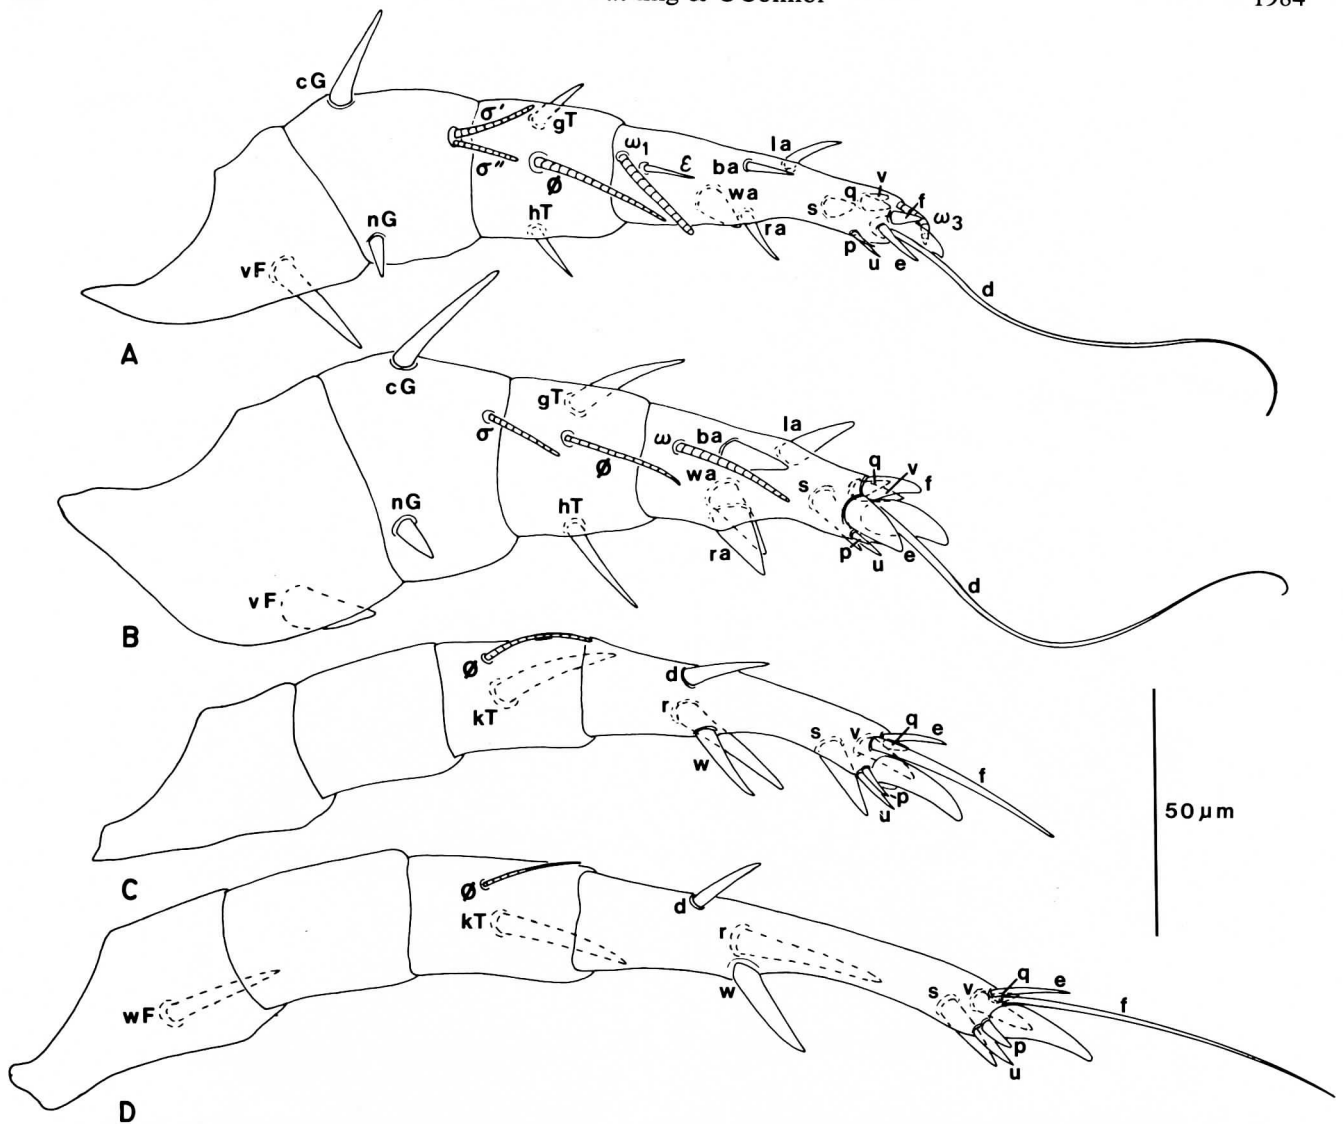 & OConnor 1984
cG
σ′ gT
σ″ Ø
ω₁ ε ba la
wa
s q v f ω₃
nG hT ra
p u e
vF
d
A
cG
gT la
σ Ø ω ba
wa s q v f
nG hT
ra p u e
d
vF
B
Ø
kT
d
r
w
s v q e
f
p
u
C
50 μm
Ø
kT
d
r
w
wF
s v q e
f
p
u
D